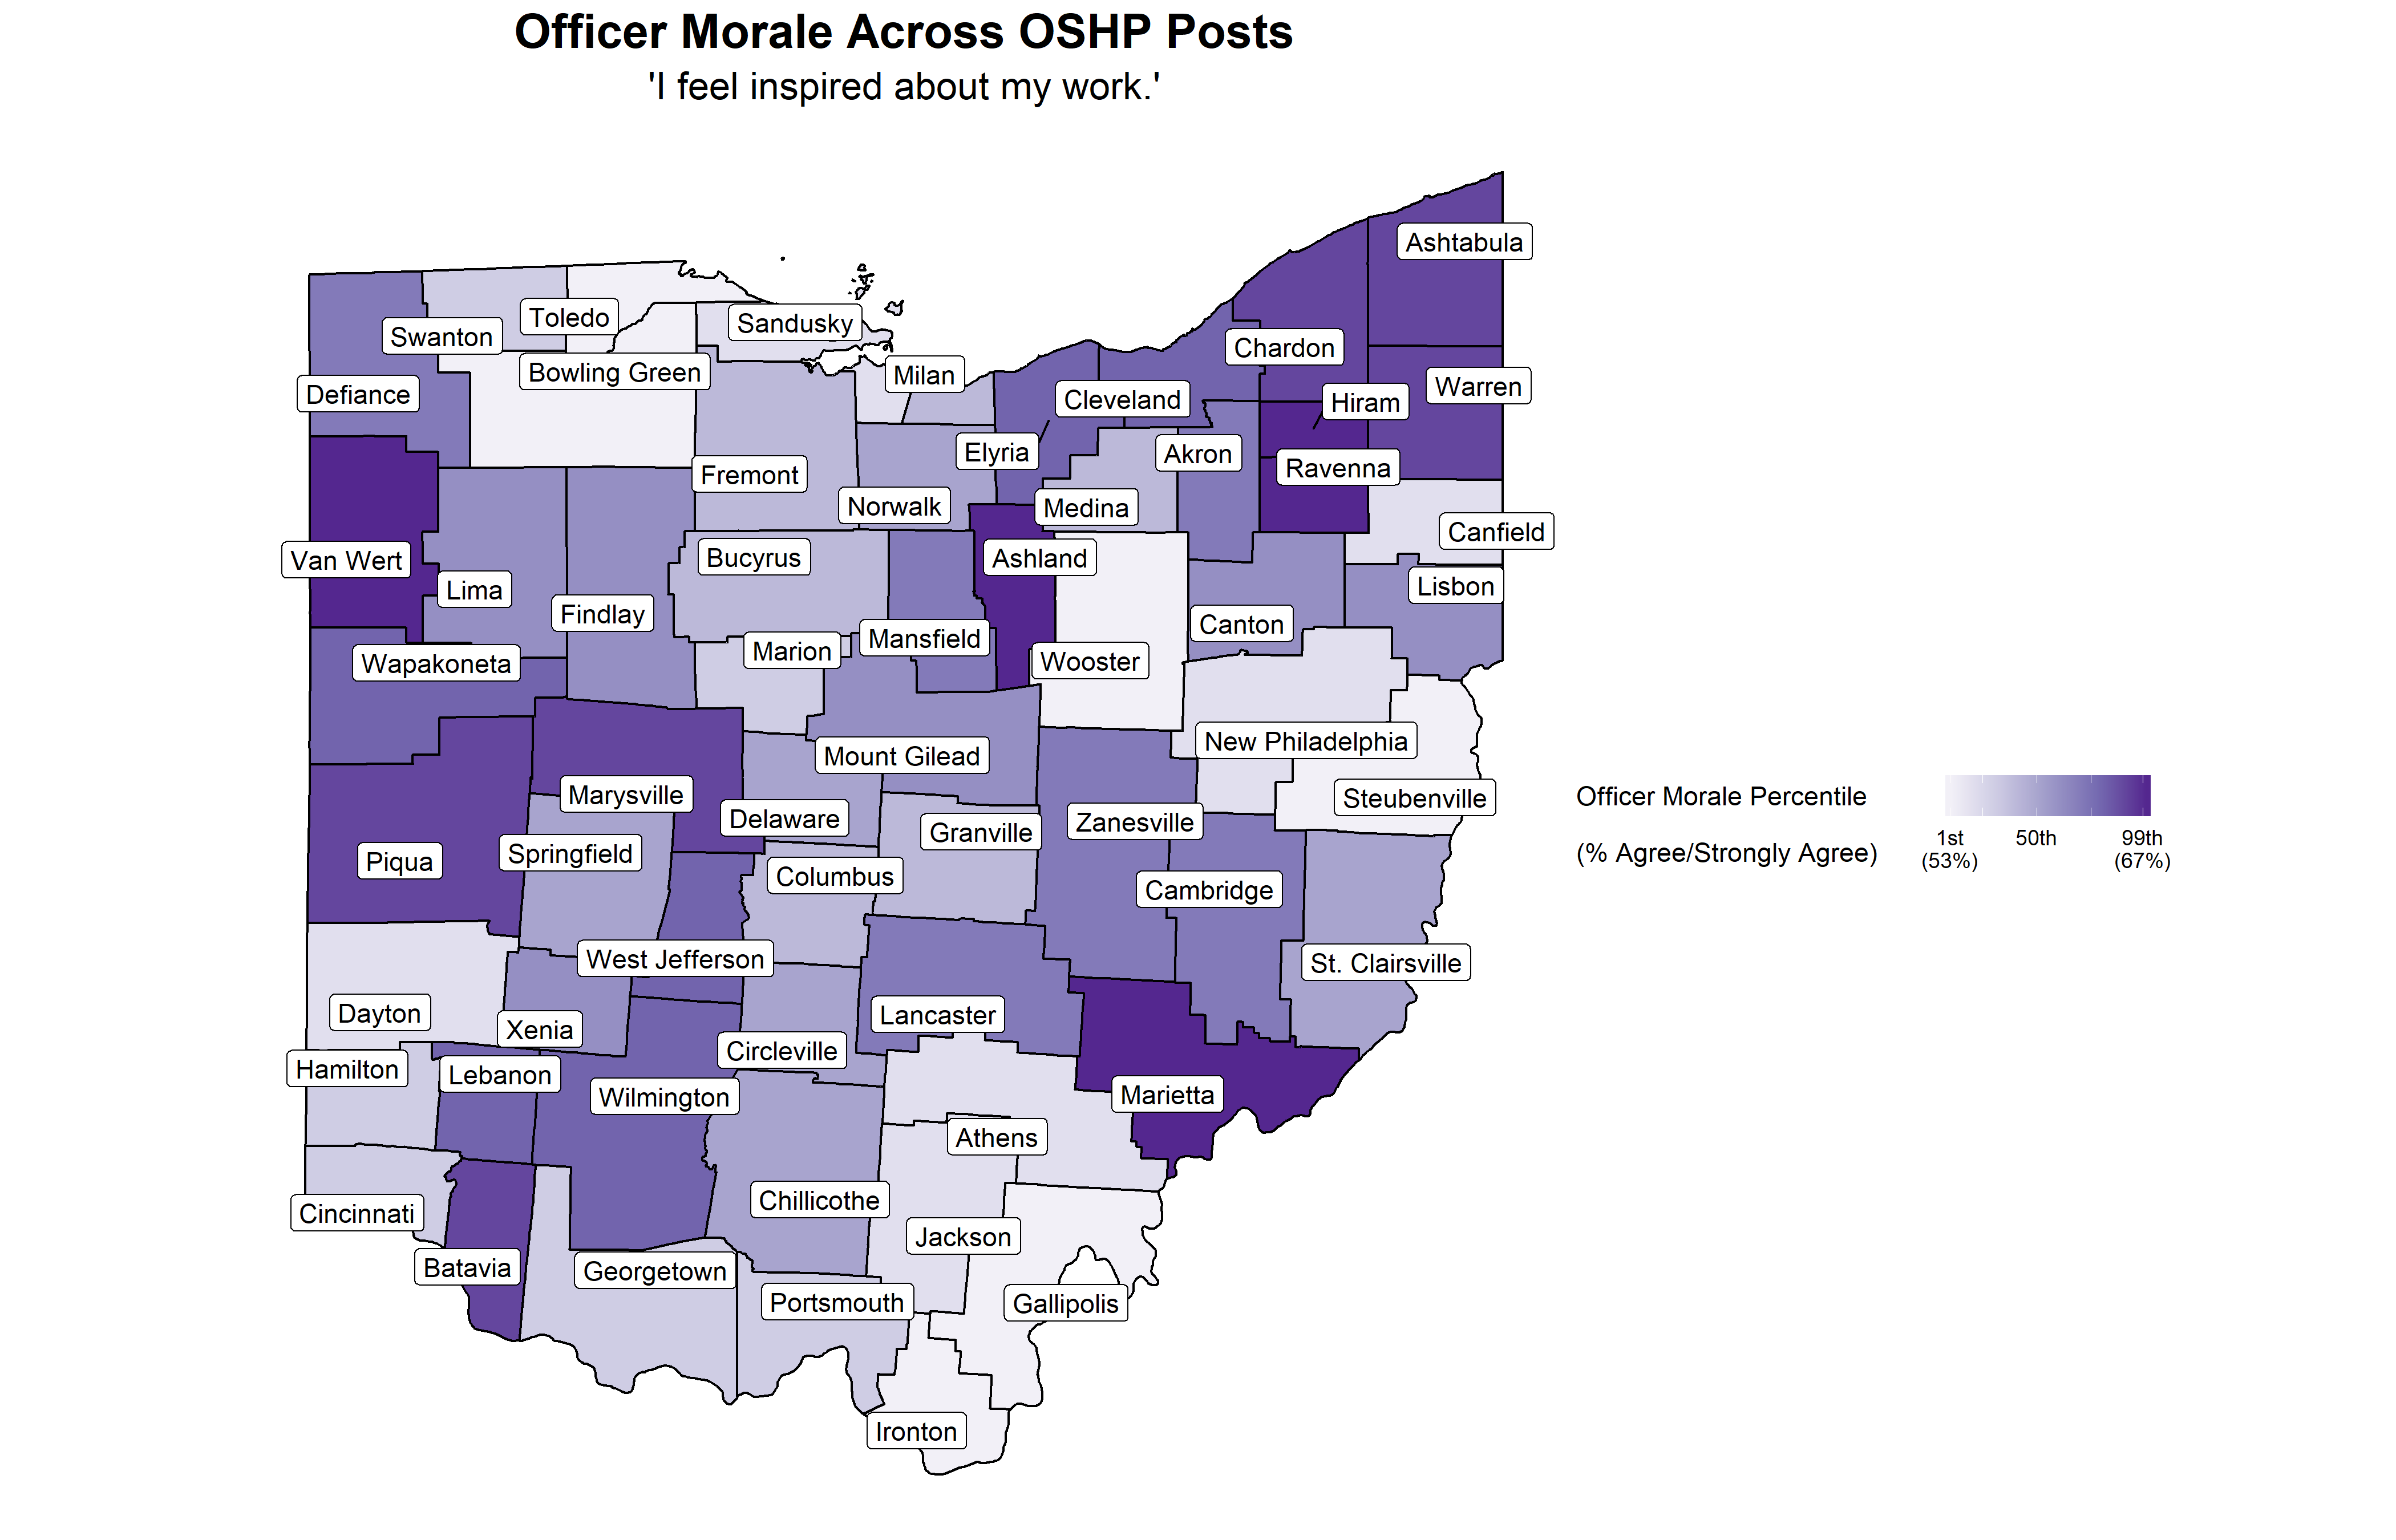 Officer Morale Across OSHP Posts
'I feel inspired about my work.'
Ashtabula
Toledo
Sandusky
Swanton
Chardon
Bowling Green
Milan
Warren
Defiance
Cleveland
Hiram
Elyria
Akron
Ravenna
Fremont
Norwalk
Medina
Canfield
Van Wert
Bucyrus
Ashland
Lima
Lisbon
Findlay
Canton
Mansfield
Marion
Wapakoneta
Wooster
New Philadelphia
Mount Gilead
Marysville
Steubenville
Delaware
Zanesville
Granville
Piqua
Springfield
Columbus
Cambridge
West Jefferson
St. Clairsville
Dayton
Lancaster
Xenia
Circleville
Hamilton
Lebanon
Wilmington
Marietta
Athens
Chillicothe
Cincinnati
Jackson
Batavia
Georgetown
Portsmouth
Gallipolis
Ironton
Officer Morale Percentile
(% Agree/Strongly Agree)
1st 50th 99th
(53%) (67%)